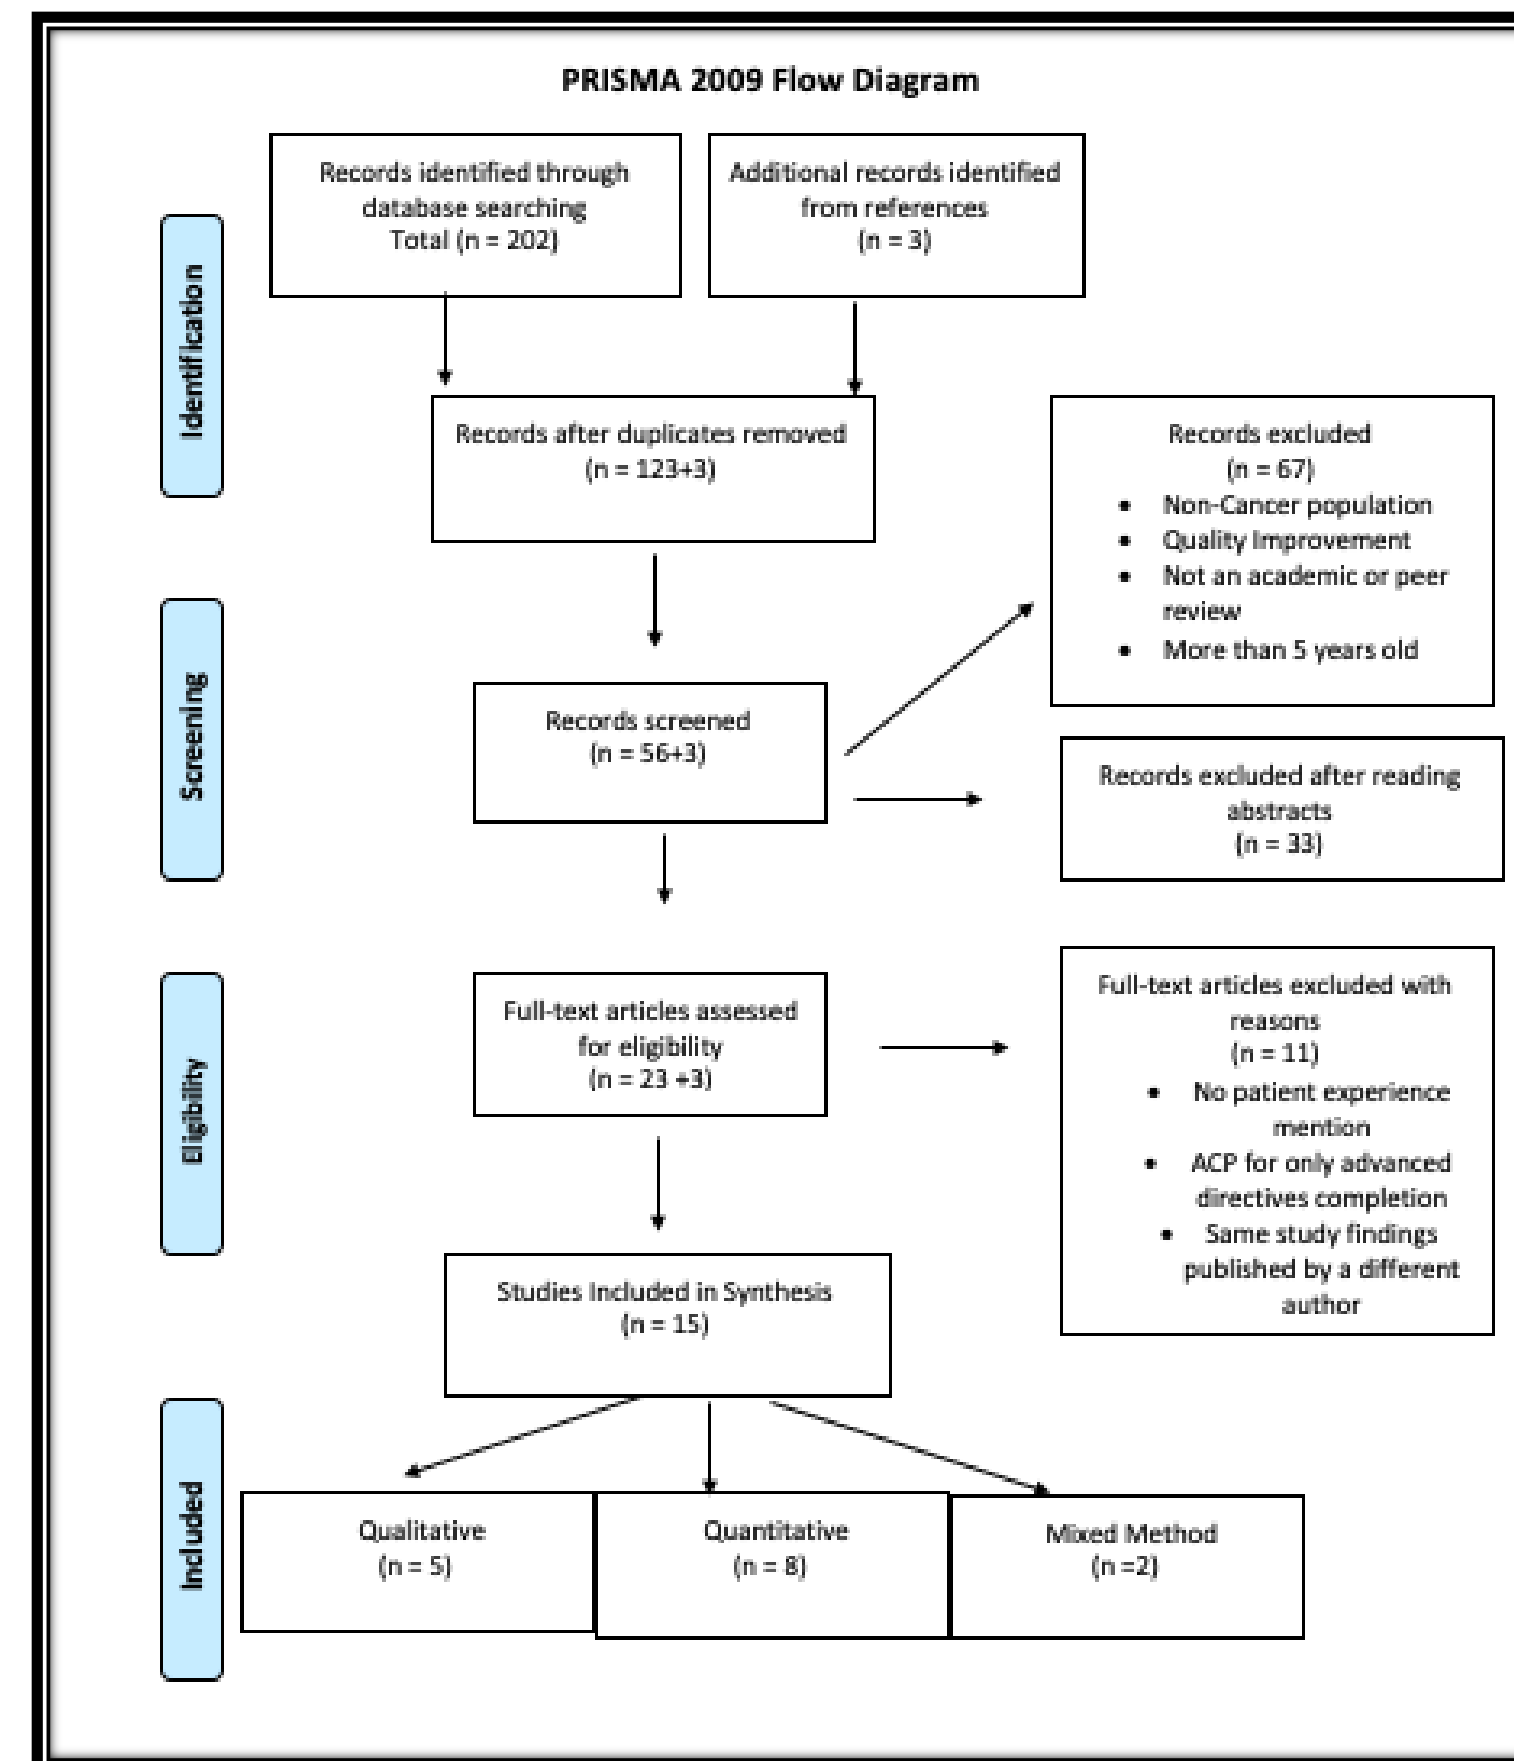 PRISMA 2009 Flow Diagram
Records identified through
database searching
Total (n = 202)
Additional records identified
from references
(n = 3)
Identification
Records after duplicates removed
(n = 123+3)
Records excluded
(n = 67)
• Non-Cancer population
• Quality Improvement
• Not an academic or peer
review
• More than 5 years old
Screening
Records screened
(n = 56+3)
Records excluded after reading
abstracts
(n = 33)
Eligibility
Full-text articles assessed
for eligibility
(n = 23 +3)
Full-text articles excluded with
reasons
(n = 11)
• No patient experience
mention
• ACP for only advanced
directives completion
• Same study findings
published by a different
author
Studies Included in Synthesis
(n = 15)
Included
Qualitative
(n = 5)
Quantitative
(n = 8)
Mixed Method
(n =2)